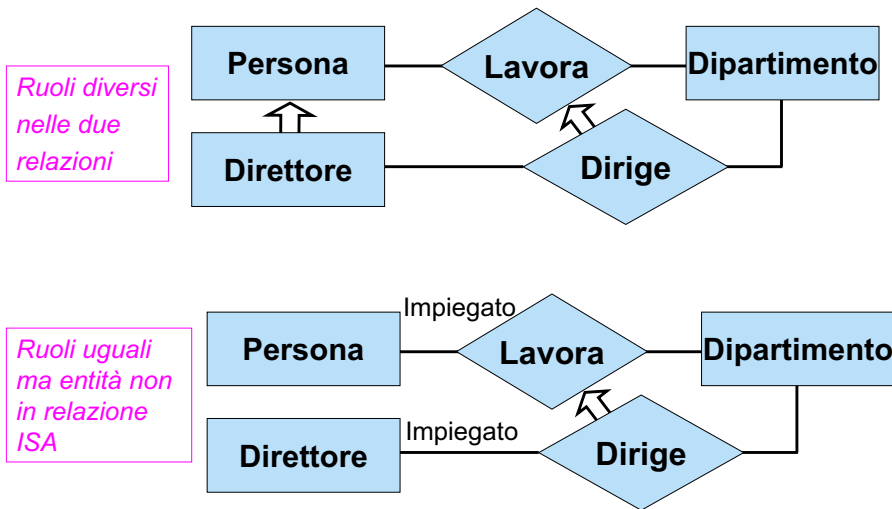 Persona
Lavora
Dipartimento
Ruoli diversi
nelle due
relazioni
Direttore
Dirige
Impiegato
Persona
Lavora
Dipartimento
Ruoli uguali
ma entità non
in relazione
ISA
Impiegato
Direttore
Dirige